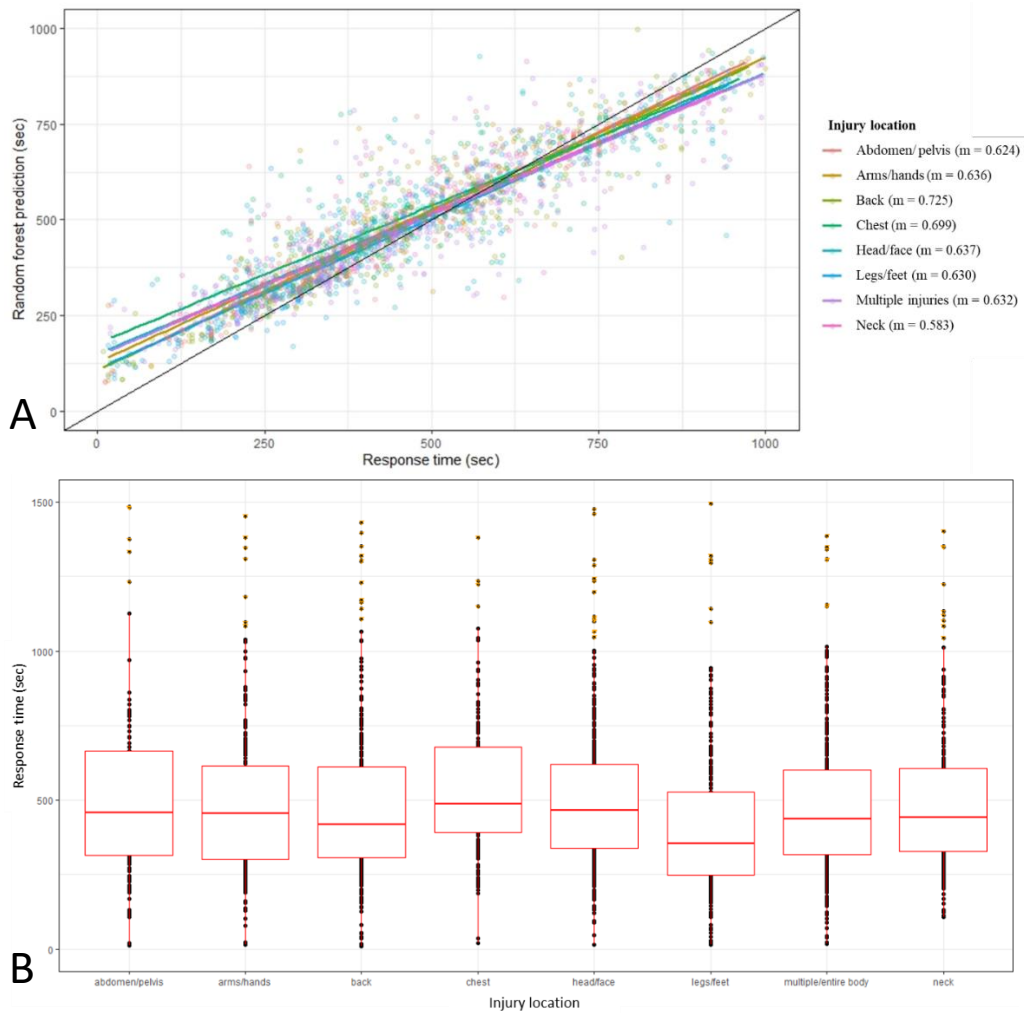 1000
750
500
250
0
Random forest prediction (sec)
0 250 500 750 1000
Response time (sec)
A
Injury location
Abdomen/ pelvis (m = 0.624)
Arms/hands (m = 0.636)
Back (m = 0.725)
Chest (m = 0.699)
Head/face (m = 0.637)
Legs/feet (m = 0.630)
Multiple injuries (m = 0.632)
Neck (m = 0.583)
1500
1000
500
0
Response time (sec)
B
abdomen/pelvis arms/hands back chest head/face legs/feet multiple/entire body neck
Injury location